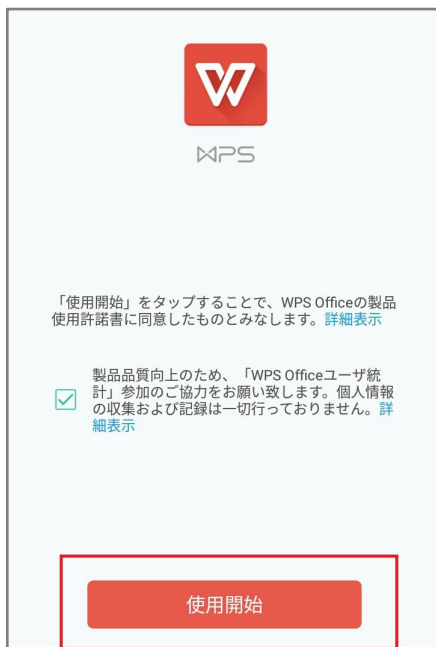 WPS
「使用開始」をタップすることで、WPS Officeの製品
使用許諾書に同意したものとみなします。詳細表示
製品品質向上のため、「WPS Officeユーザ統
計」参加のご協力をお願い致します。個人情報
の収集および記録は一切行っておりません。詳
細表示
使用開始